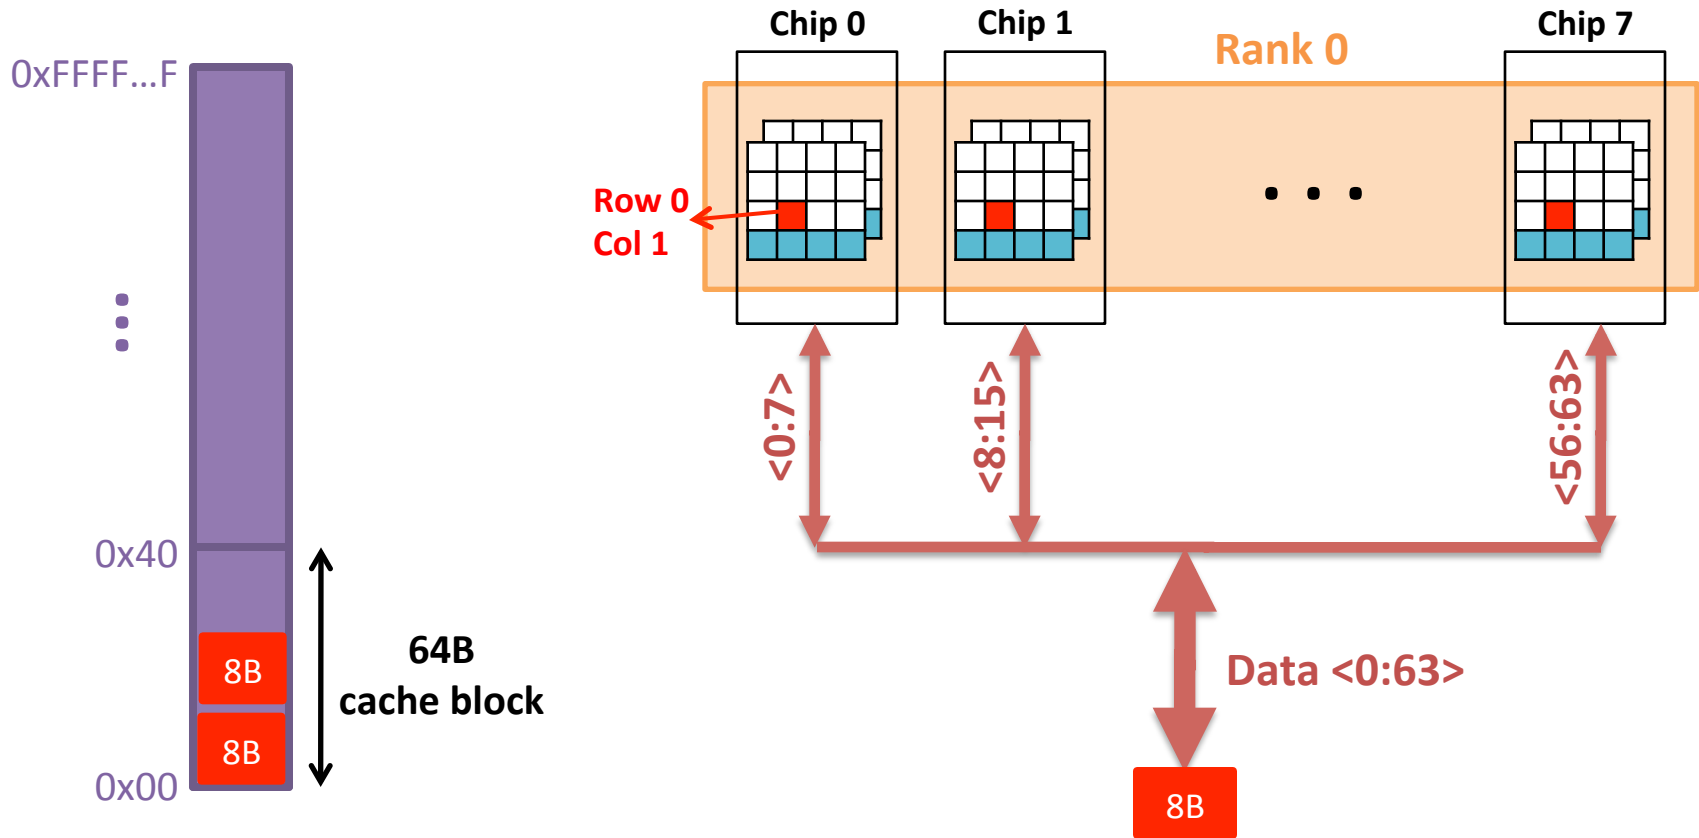 Chip 0
Chip 1
Chip 7
Rank 0
0xFFFF...F
Row 0
Col 1
<0:7>
<8:15>
<56:63>
0x40
64B
cache block
8B
8B
0x00
Data <0:63>
8B